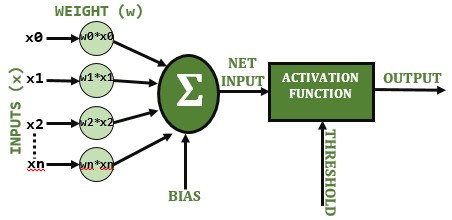 WEIGHT (w)
x0
w0*x0
x1
w1*x1
x2
w2*x2
xn
wn*xn
INPUTS (x)
Σ
BIAS
NET
INPUT
ACTIVATION
FUNCTION
THRESHOLD
OUTPUT